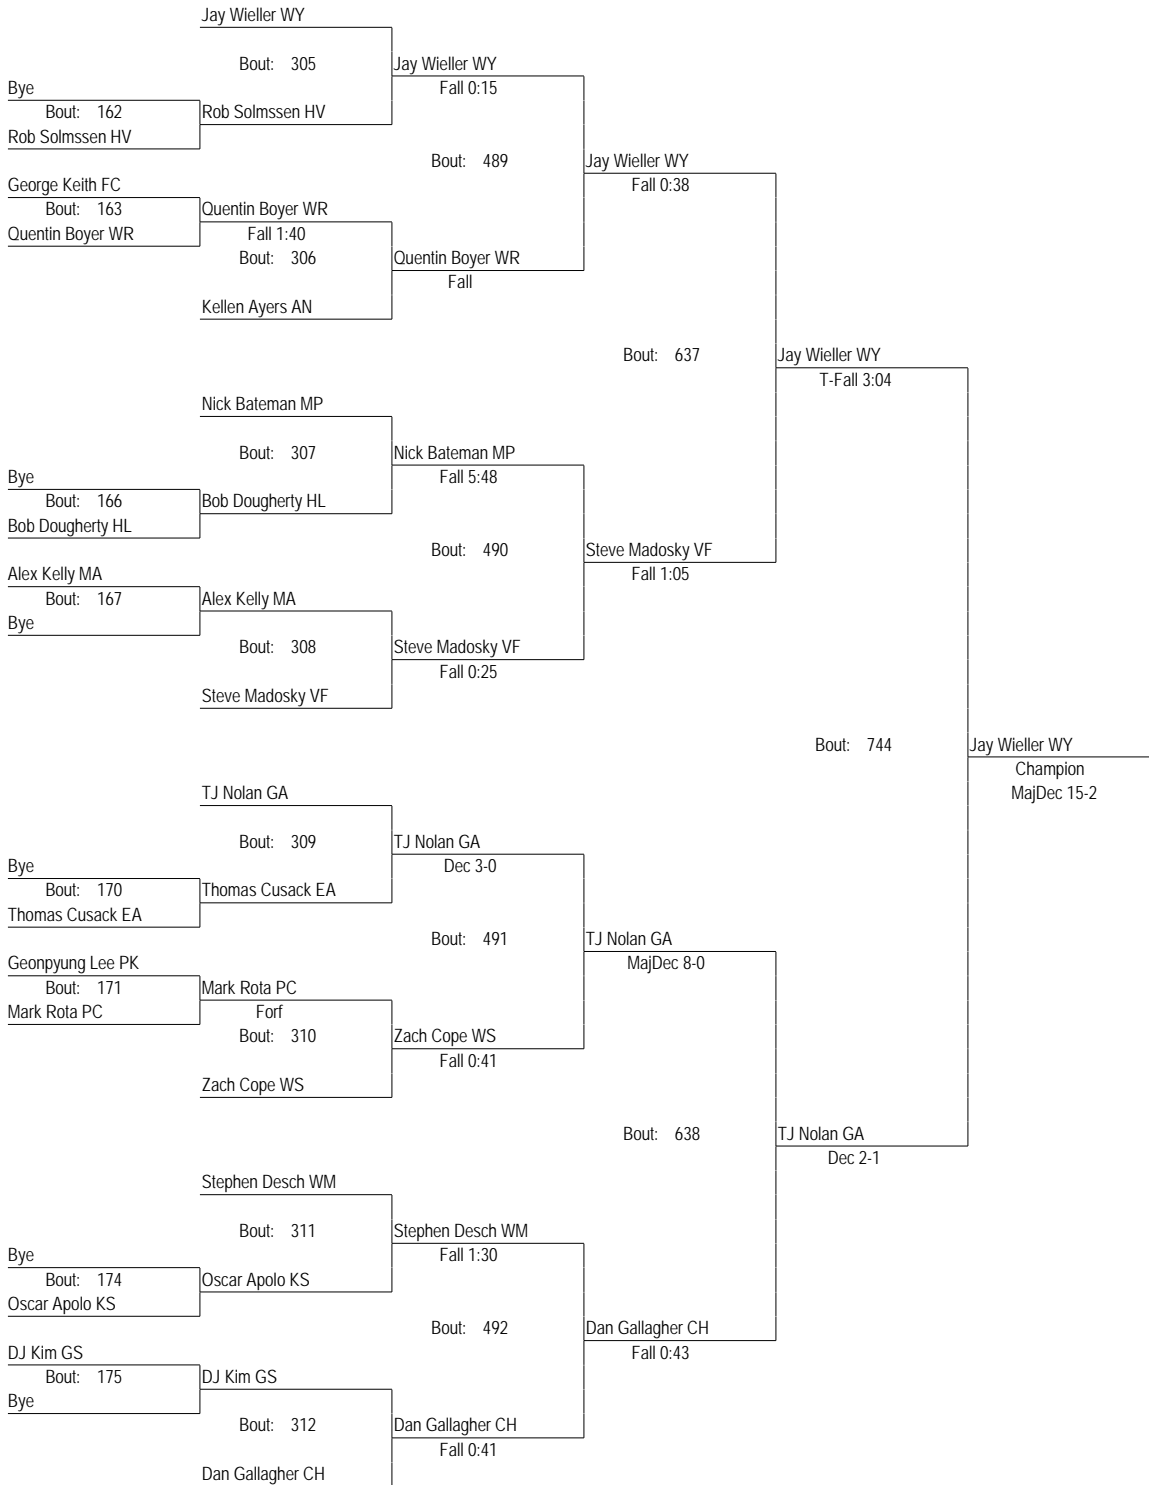 Jay Wieller WY
Bout: 305
Jay Wieller WY
Fall 0:15
Bye
Bout: 162
Rob Solmssen HV
Rob Solmssen HV
Bout: 489
Jay Wieller WY
Fall 0:38
George Keith FC
Bout: 163
Quentin Boyer WR
Quentin Boyer WR
Fall 1:40
Bout: 306
Quentin Boyer WR
Fall
Kellen Ayers AN
Bout: 637
Jay Wieller WY
T-Fall 3:04
Nick Bateman MP
Bout: 307
Nick Bateman MP
Fall 5:48
Bye
Bout: 166
Bob Dougherty HL
Bob Dougherty HL
Bout: 490
Steve Madosky VF
Fall 1:05
Alex Kelly MA
Bout: 167
Alex Kelly MA
Bye
Bout: 308
Steve Madosky VF
Fall 0:25
Steve Madosky VF
Bout: 744
Jay Wieller WY
Champion
MajDec 15-2
TJ Nolan GA
Bout: 309
TJ Nolan GA
Dec 3-0
Bye
Bout: 170
Thomas Cusack EA
Thomas Cusack EA
Bout: 491
TJ Nolan GA
MajDec 8-0
Geonpyung Lee PK
Bout: 171
Mark Rota PC
Mark Rota PC
Forf
Bout: 310
Zach Cope WS
Fall 0:41
Zach Cope WS
Bout: 638
TJ Nolan GA
Dec 2-1
Stephen Desch WM
Bout: 311
Stephen Desch WM
Fall 1:30
Bye
Bout: 174
Oscar Apolo KS
Oscar Apolo KS
Bout: 492
Dan Gallagher CH
Fall 0:43
DJ Kim GS
Bout: 175
DJ Kim GS
Bye
Bout: 312
Dan Gallagher CH
Fall 0:41
Dan Gallagher CH